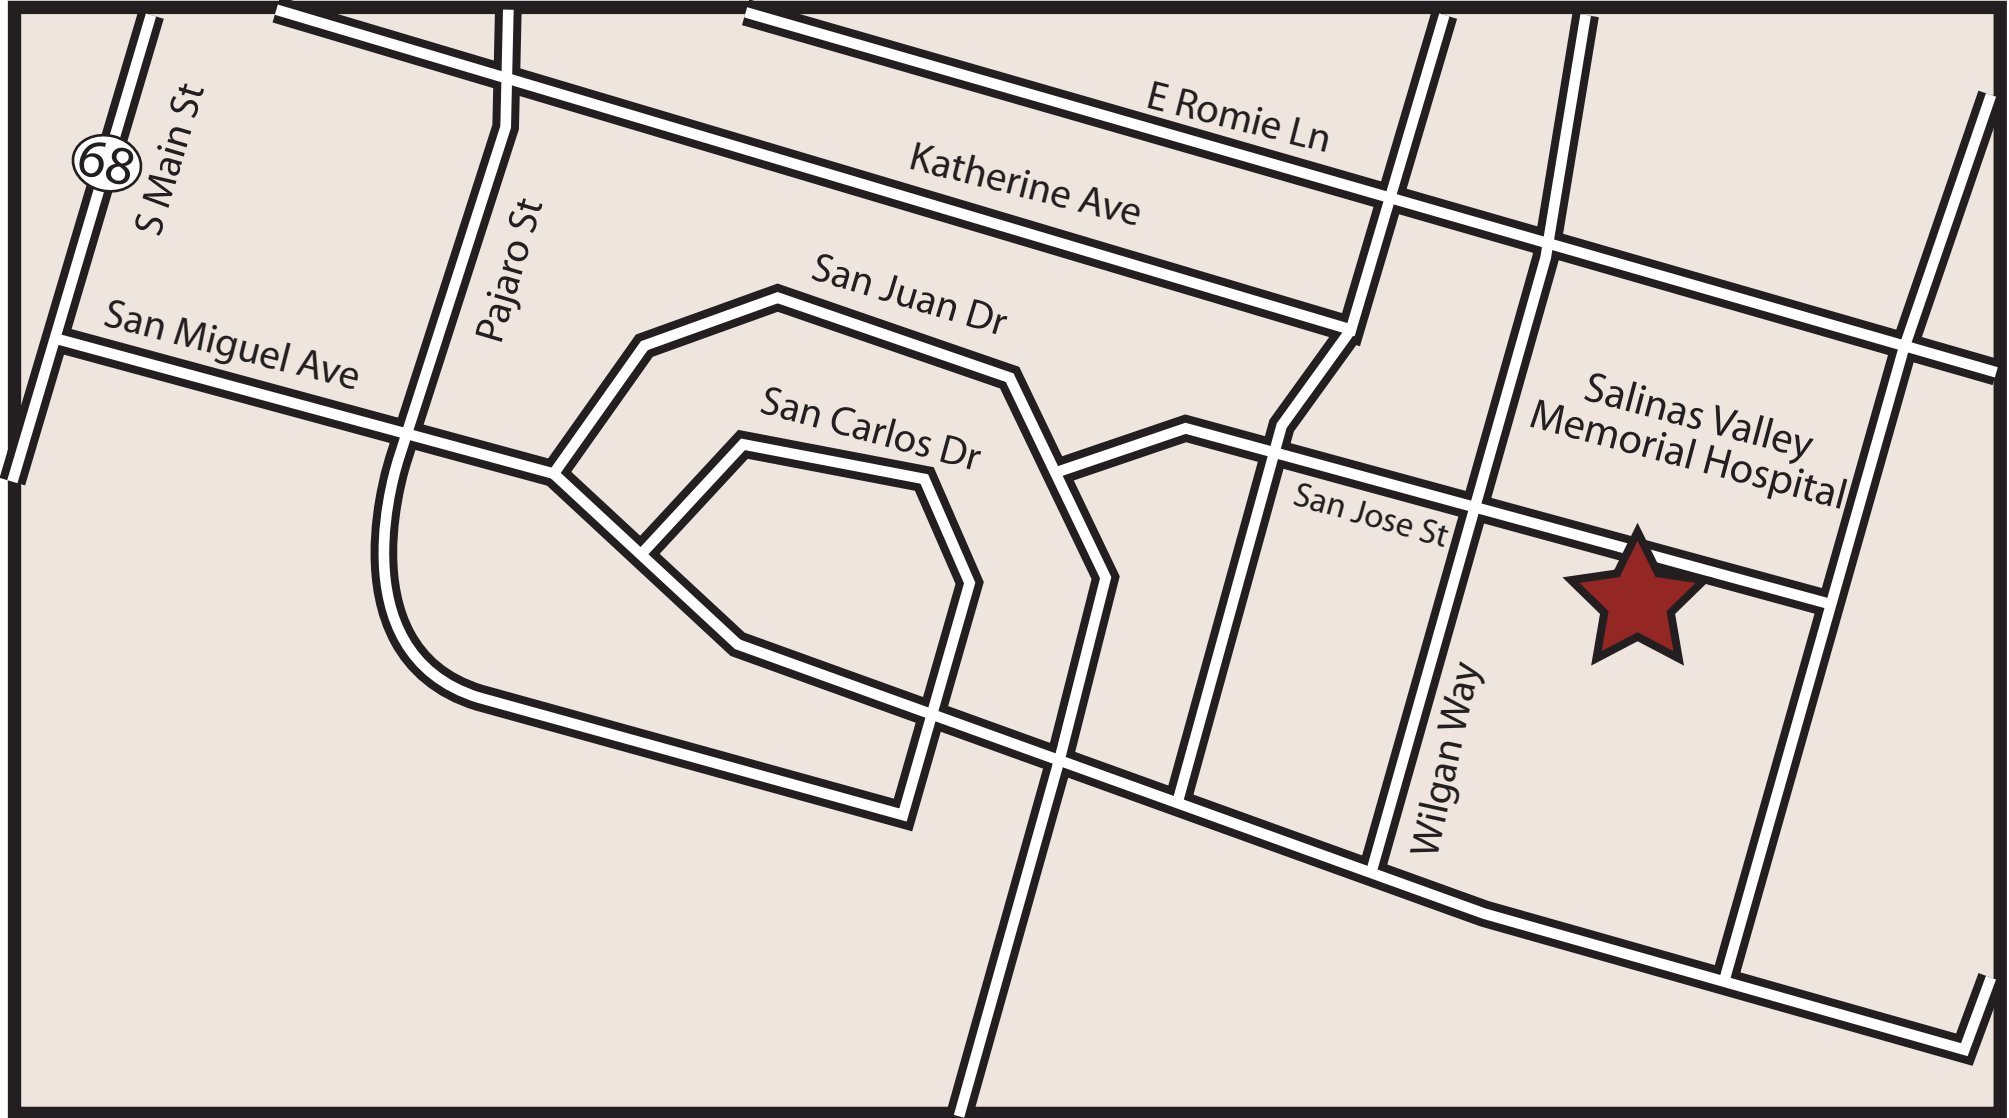 E Romie Ln
68
S Main St
Katherine Ave
Pajaro St
San Juan Dr
San Miguel Ave
San Carlos Dr
Salinas Valley
Memorial Hospital
San Jose St
Wilgan Way